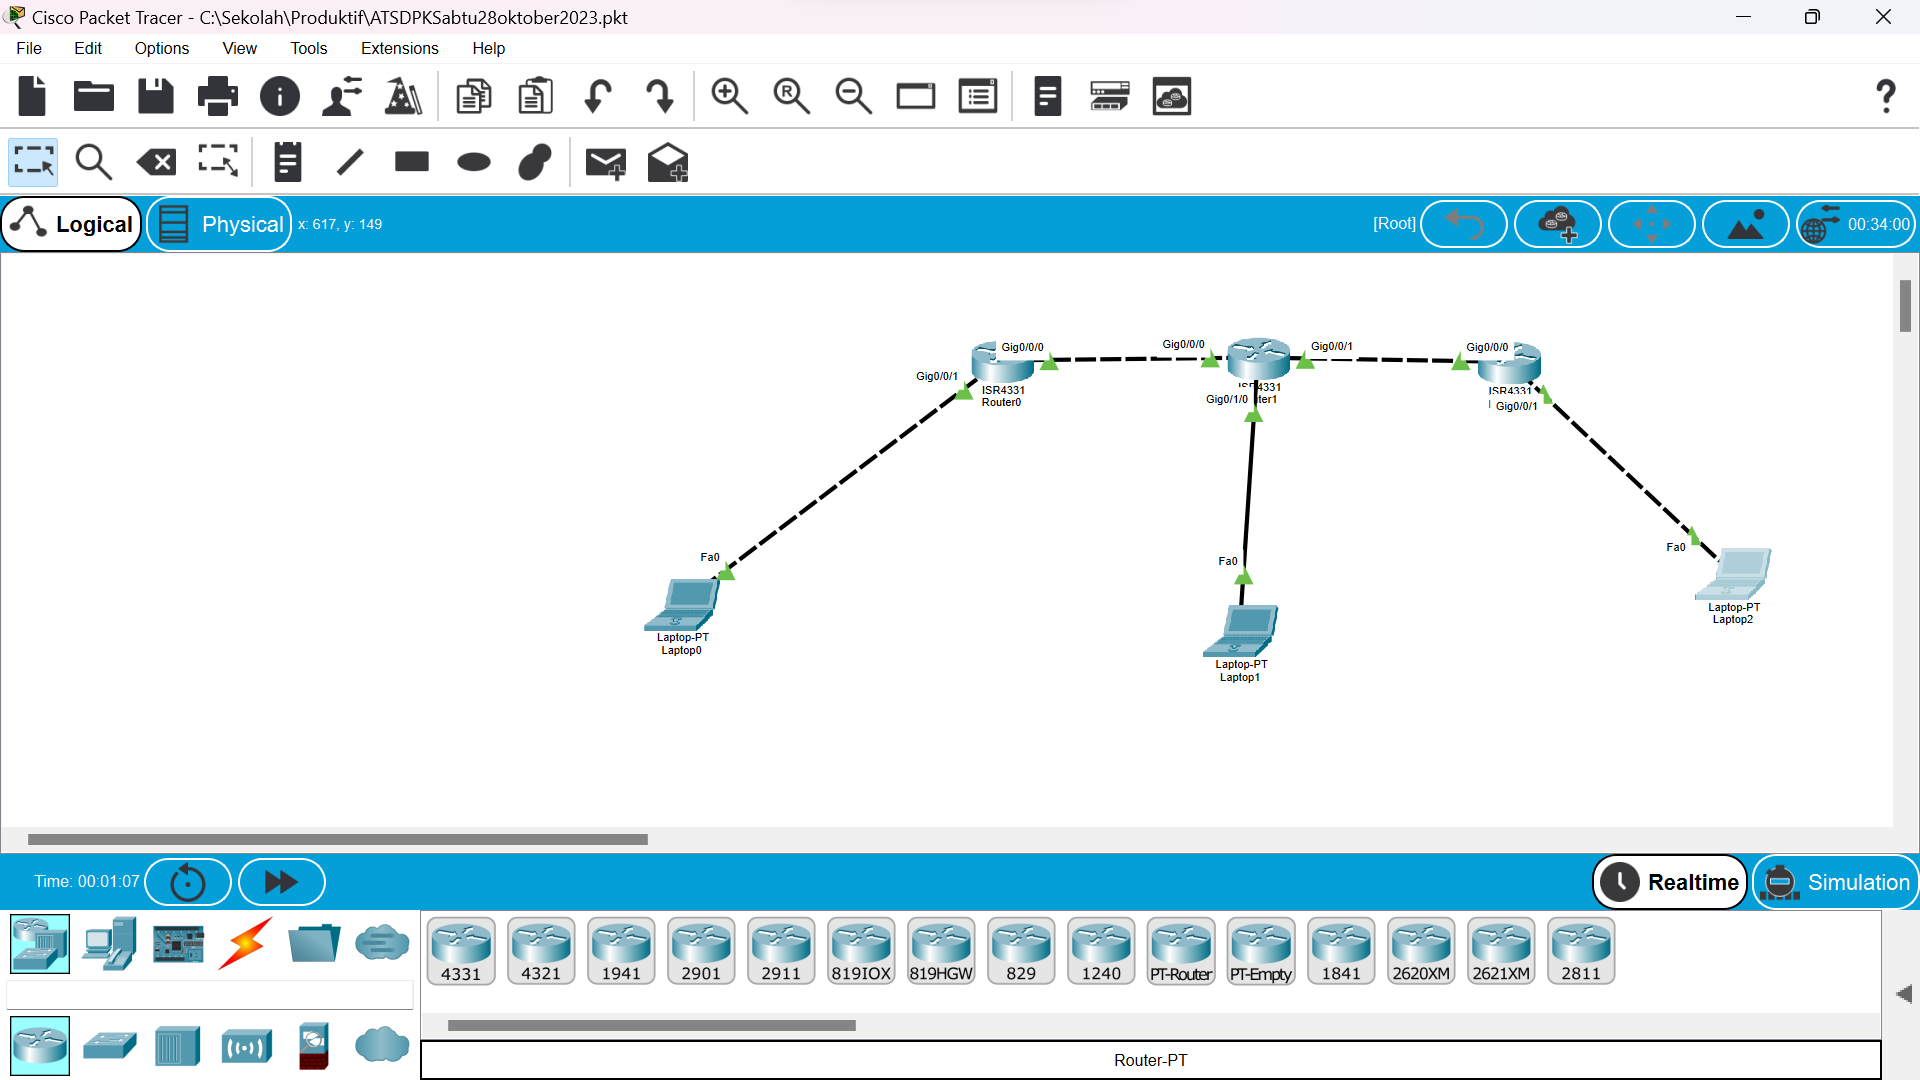 Cisco Packet Tracer - C:\Sekolah\Produktif\ATSDPKSabtu28oktober2023.pkt
File Edit Options View Tools Extensions Help
Logical Physical x: 617, y: 149 [Root] 00:34:00
Gig0/0/0 Gig0/0/0 Gig0/0/1 Gig0/0/0
Gig0/0/1
ISR4331
Router0
4331
Gig0/1/0 ter1
ISR4331
Gig0/0/1
Fa0
Laptop-PT
Laptop0
Fa0
Laptop-PT
Laptop1
Fa0
Laptop-PT
Laptop2
Time: 00:01:07 Realtime Simulation
4331 4321 1941 2901 2911 819IOX 819HGW 829 1240 PT-Router PT-Empty 1841 2620XM 2621XM 2811
Router-PT